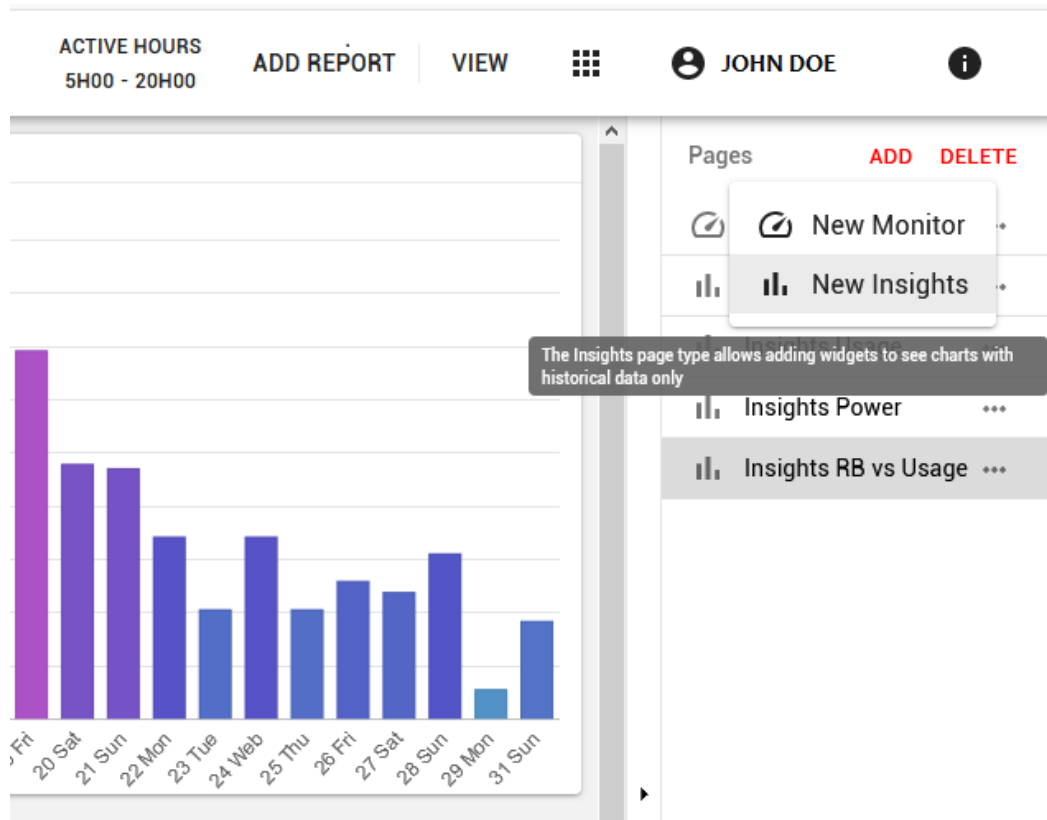 ACTIVE HOURS
5H00 - 20H00
ADD REPORT
VIEW
JOHN DOE
Pages
ADD
DELETE
New Monitor
New Insights
Insights Usage
The Insights page type allows adding widgets to see charts with
historical data only
Insights Power
Insights RB vs Usage
Fri
20 Sat
21 Sun
22 Mon
23 Tue
24 Web
25 Thu
26 Fri
27 Sat
28 Sun
29 Mon
31 Sun